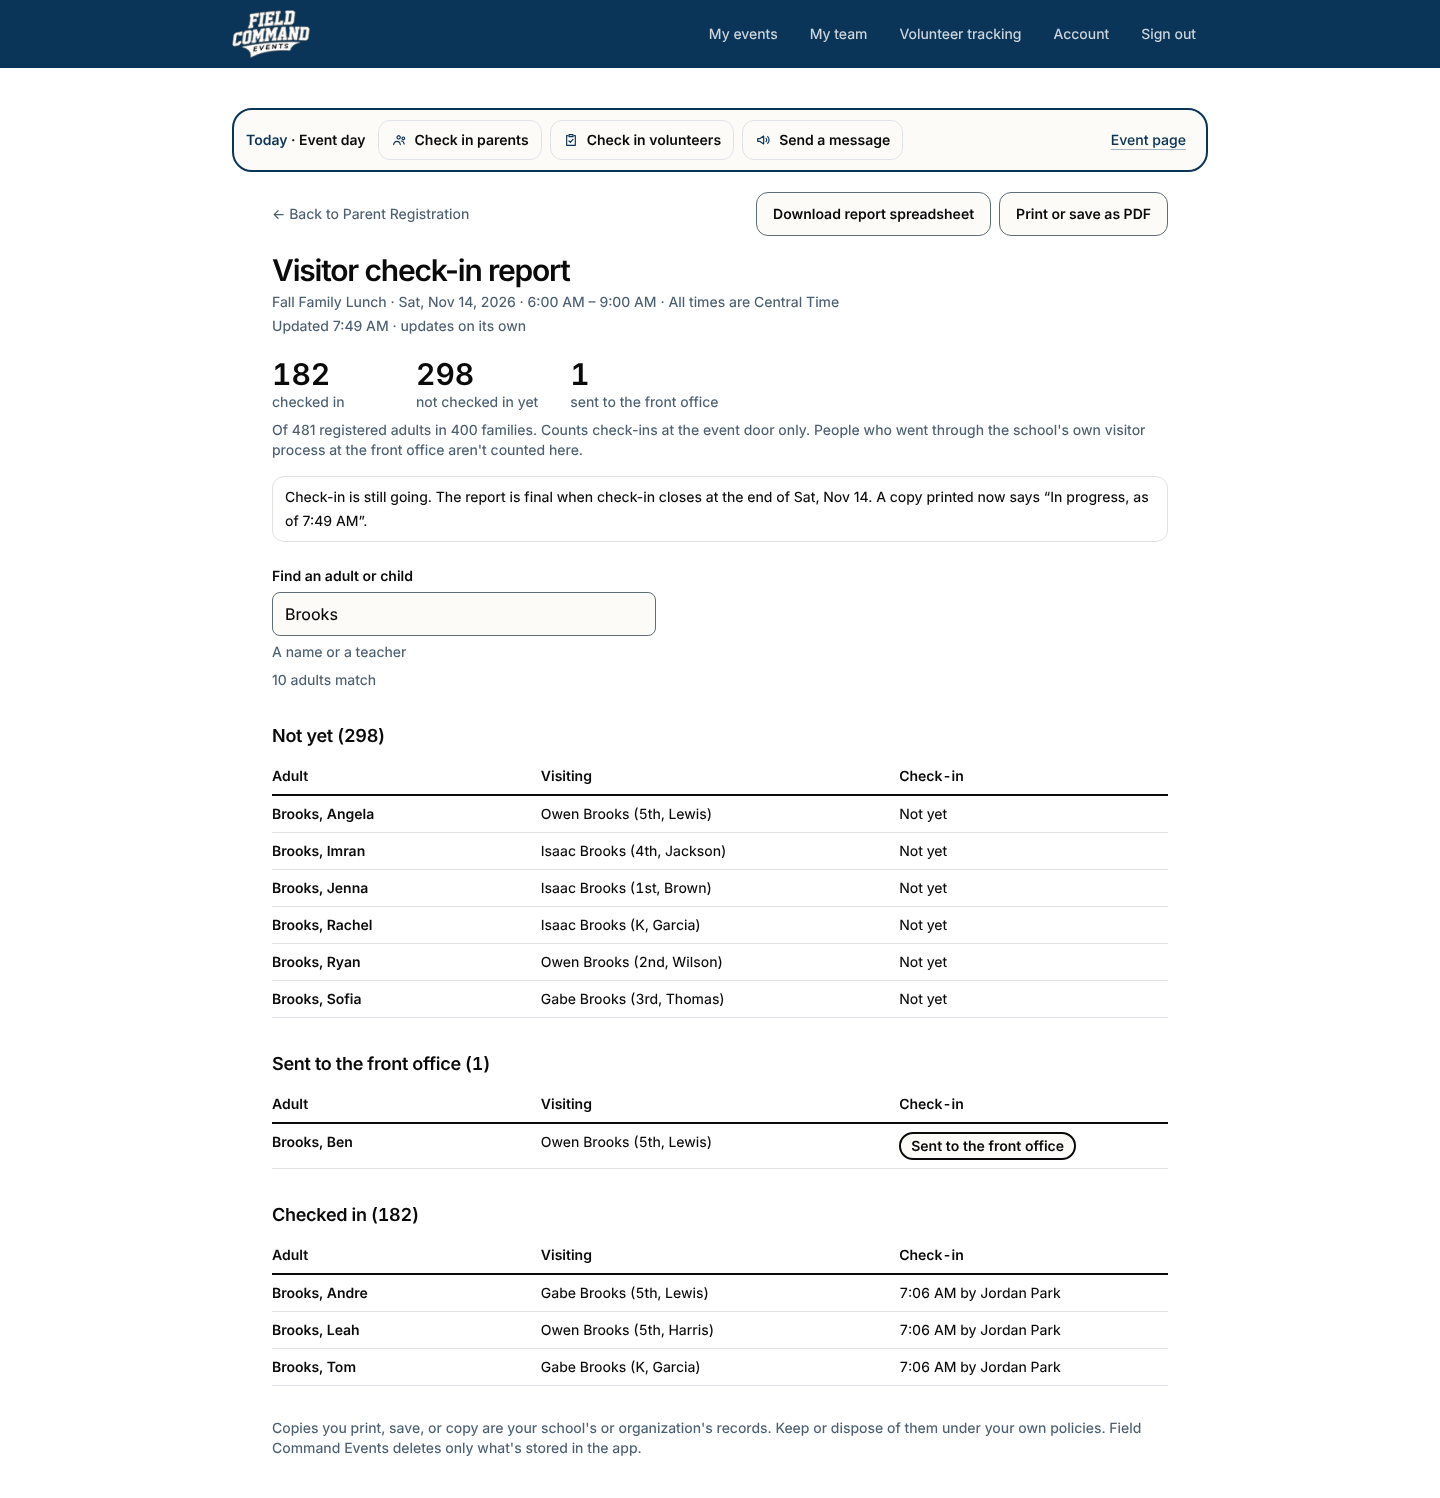 FIELD
COMMAND
EVENTS
My events My team Volunteer tracking Account Sign out
Today · Event day Check in parents Check in volunteers Send a message Event page
← Back to Parent Registration Download report spreadsheet Print or save as PDF
Visitor check-in report
Fall Family Lunch · Sat, Nov 14, 2026 · 6:00 AM – 9:00 AM · All times are Central Time
Updated 7:49 AM · updates on its own
182 298 1
checked in not checked in yet sent to the front office
Of 481 registered adults in 400 families. Counts check-ins at the event door only. People who went through the school's own visitor
process at the front office aren't counted here.
Check-in is still going. The report is final when check-in closes at the end of Sat, Nov 14. A copy printed now says “In progress, as
of 7:49 AM”.
Find an adult or child
Brooks
A name or a teacher
10 adults match
Not yet (298)
Adult Visiting Check-in
Brooks, Angela Owen Brooks (5th, Lewis) Not yet
Brooks, Imran Isaac Brooks (4th, Jackson) Not yet
Brooks, Jenna Isaac Brooks (1st, Brown) Not yet
Brooks, Rachel Isaac Brooks (K, Garcia) Not yet
Brooks, Ryan Owen Brooks (2nd, Wilson) Not yet
Brooks, Sofia Gabe Brooks (3rd, Thomas) Not yet
Sent to the front office (1)
Adult Visiting Check-in
Brooks, Ben Owen Brooks (5th, Lewis) Sent to the front office
Checked in (182)
Adult Visiting Check-in
Brooks, Andre Gabe Brooks (5th, Lewis) 7:06 AM by Jordan Park
Brooks, Leah Owen Brooks (5th, Harris) 7:06 AM by Jordan Park
Brooks, Tom Gabe Brooks (K, Garcia) 7:06 AM by Jordan Park
Copies you print, save, or copy are your school's or organization's records. Keep or dispose of them under your own policies. Field
Command Events deletes only what's stored in the app.